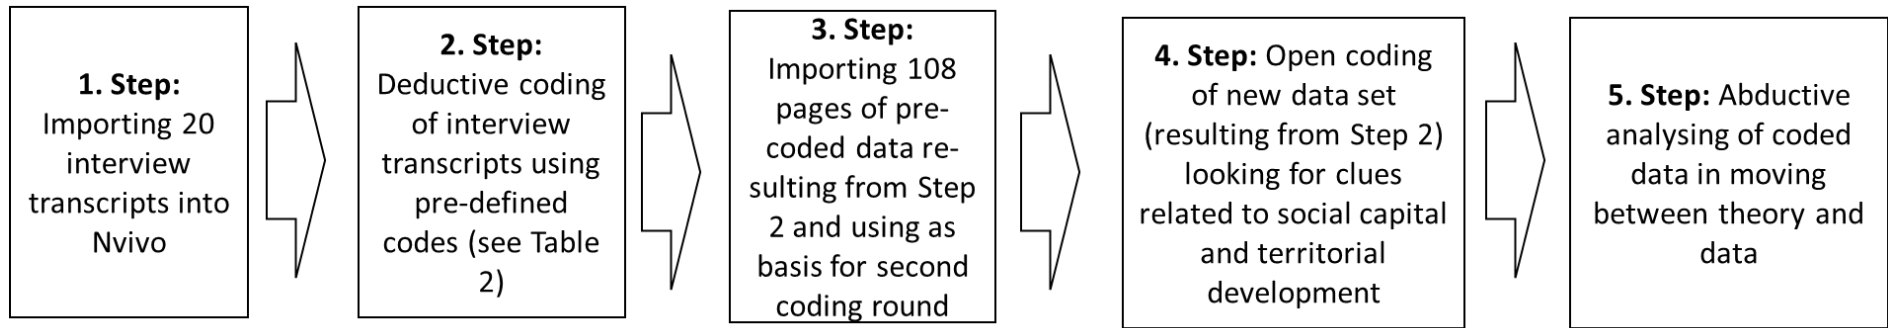 1. Step:
Importing 20
interview
transcripts into
Nvivo
2. Step:
Deductive coding
of interview
transcripts using
pre-defined
codes (see Table
2)
3. Step:
Importing 108
pages of pre-
coded data re-
sulting from Step
2 and using as
basis for second
coding round
4. Step: Open coding
of new data set
(resulting from Step 2)
looking for clues
related to social capital
and territorial
development
5. Step: Abductive
analysing of coded
data in moving
between theory and
data